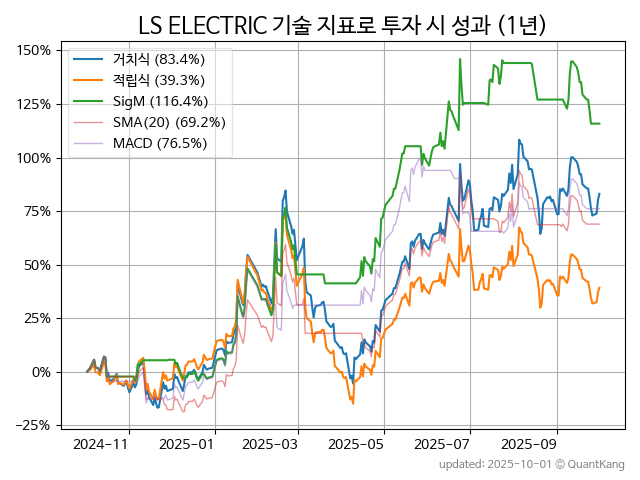 LS ELECTRIC 기술 지표로 투자 시 성과 (1년)
150%
125%
100%
75%
50%
25%
0%
−25%
거치식 (83.4%)
적립식 (39.3%)
SigM (116.4%)
SMA(20) (69.2%)
MACD (76.5%)
2024-11
2025-01
2025-03
2025-05
2025-07
2025-09
updated: 2025-10-01 © QuantKang